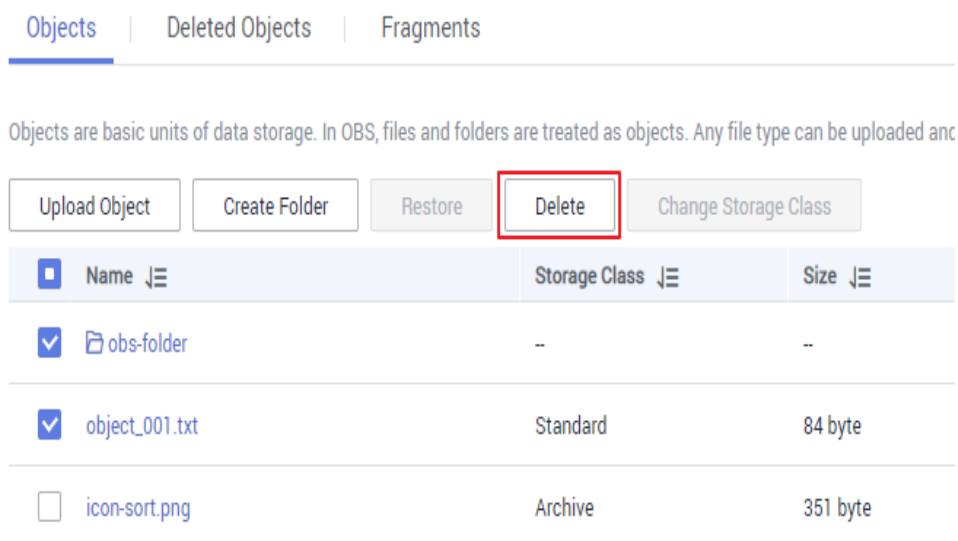 Objects Deleted Objects Fragments
Objects are basic units of data storage. In OBS, files and folders are treated as objects. Any file type can be uploaded and
Upload Object Create Folder Restore Delete Change Storage Class
Name Storage Class Size
obs-folder -- --
object_001.txt Standard 84 byte
icon-sort.png Archive 351 byte